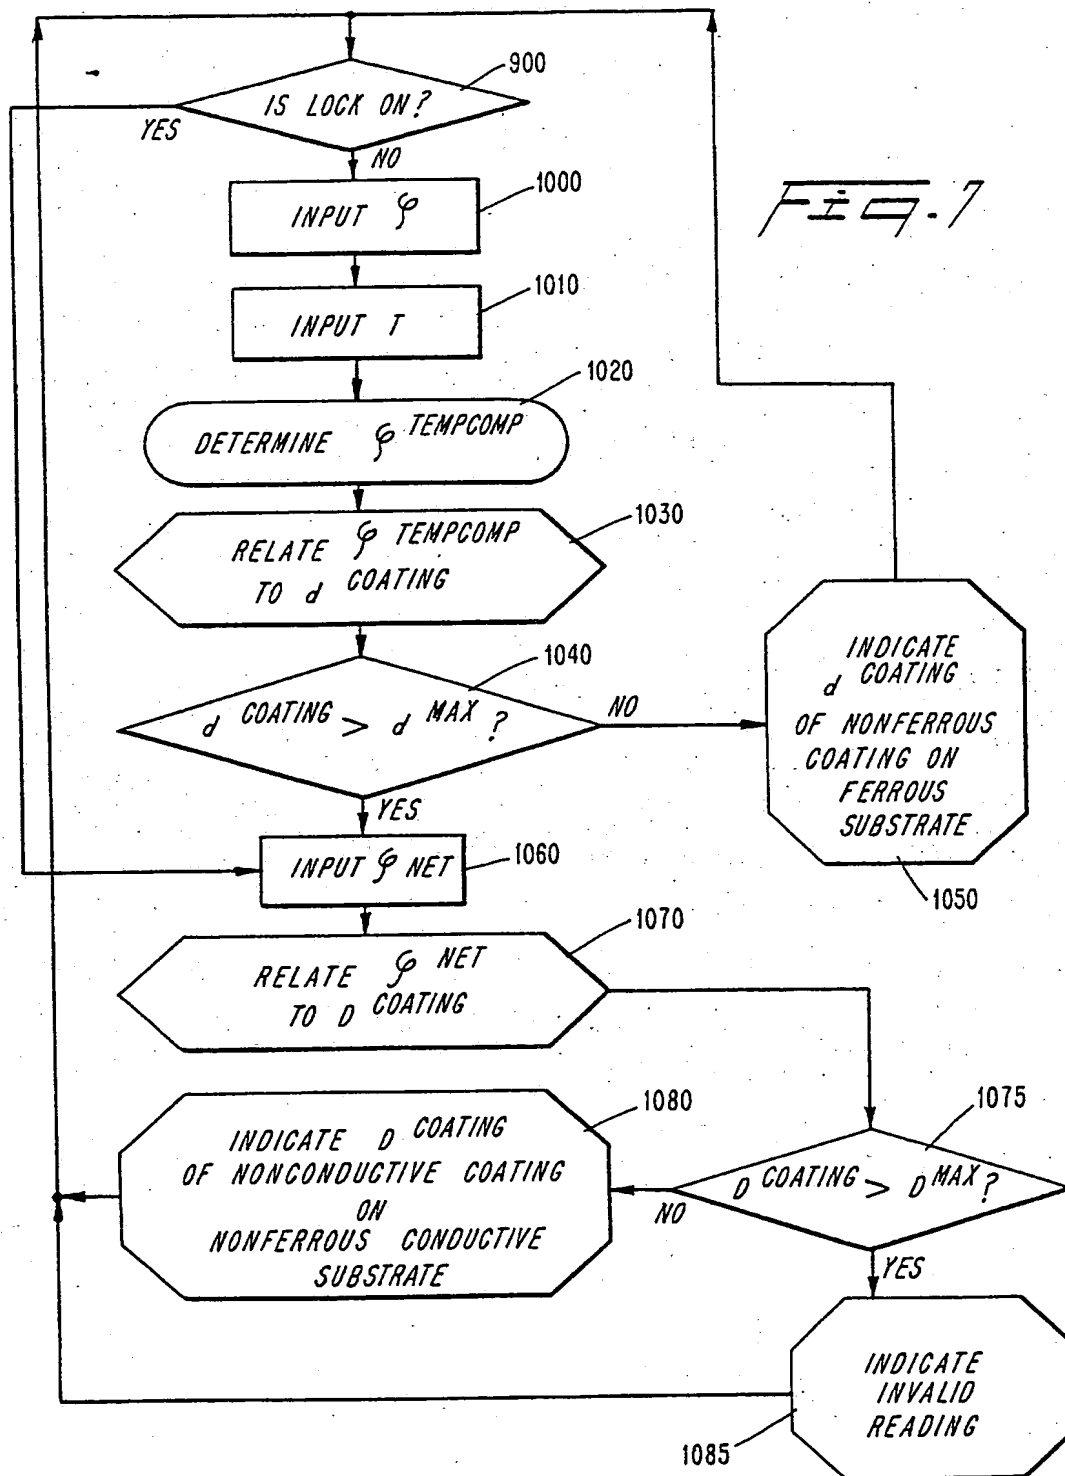 900
IS LOCK ON?
YES
NO
1000
INPUT φ
Fig. 7
1010
INPUT T
1020
DETERMINE φ TEMPCOMP
1030
RELATE φ TEMPCOMP
TO d COATING
1040
d COATING > d MAX ?
NO
YES
INDICATE
d COATING
OF NONFERROUS
COATING ON
FERROUS
SUBSTRATE
1050
1060
INPUT φ NET
1070
RELATE φ NET
TO D COATING
1080
INDICATE D COATING
OF NONCONDUCTIVE COATING
ON
NONFERROUS CONDUCTIVE
SUBSTRATE
1075
D COATING > D MAX ?
NO
YES
INDICATE
INVALID
READING
1085